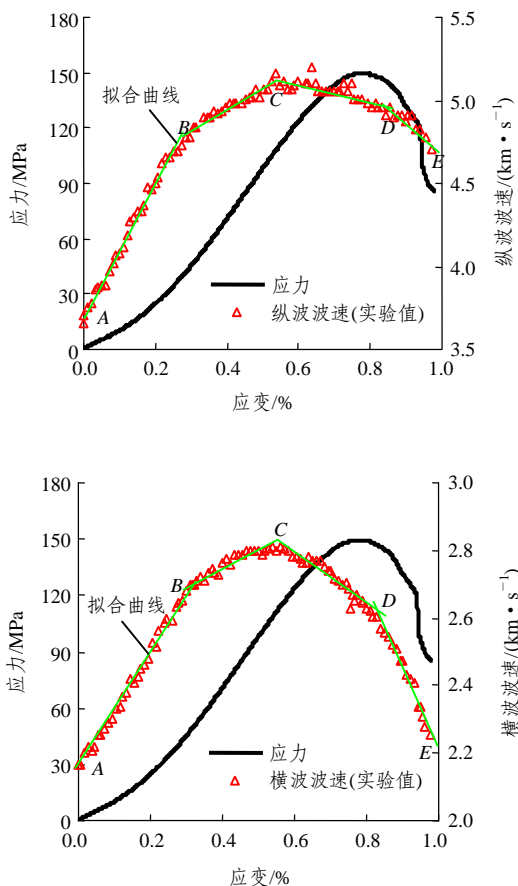 180
150
120
90
60
30
0
应力/MPa
5.5
5.0
4.5
4.0
3.5
纵波波速/(km·s⁻¹)
拟合曲线
A
B
C
D
E
应力
纵波波速(实验值)
0.0 0.2 0.4 0.6 0.8 1.0
应变/%
180
150
120
90
60
30
0
应力/MPa
3.0
2.8
2.6
2.4
2.2
2.0
横波波速/(km·s⁻¹)
拟合曲线
A
B
C
D
E
应力
横波波速(实验值)
0.0 0.2 0.4 0.6 0.8 1.0
应变/%